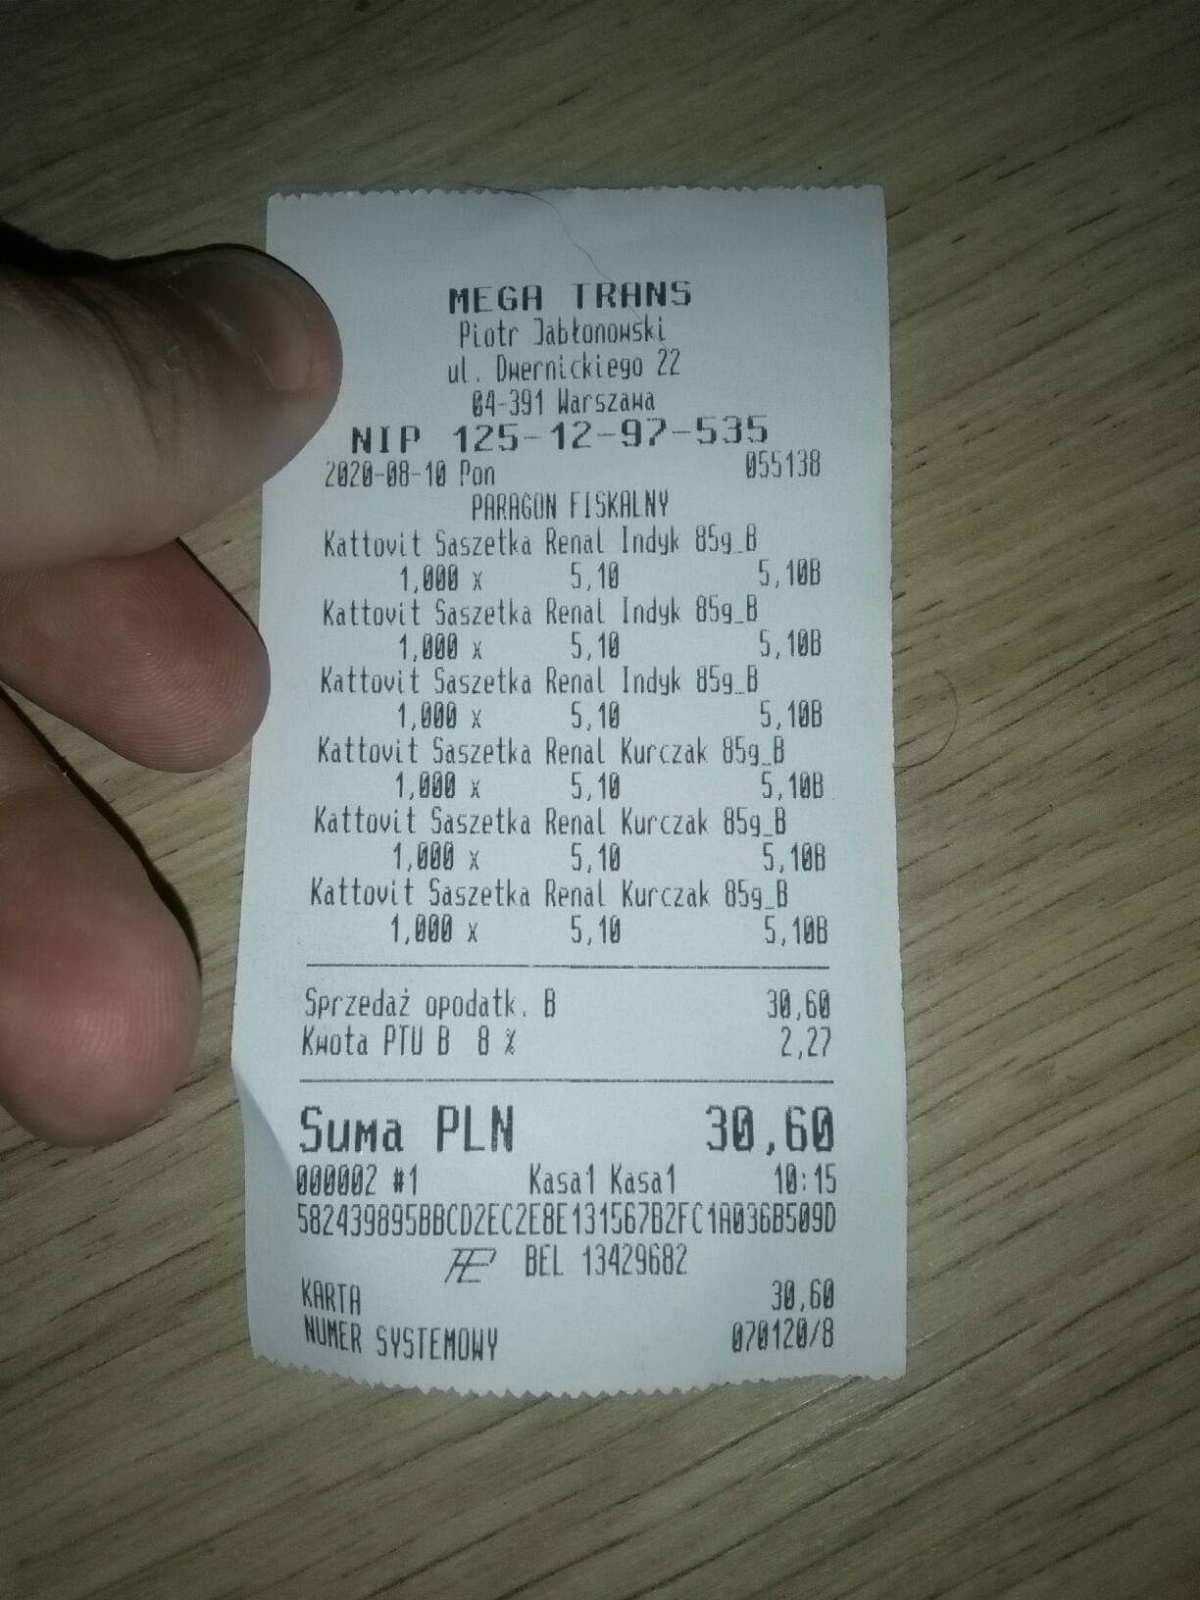 MEGA TRANS
Piotr Jabłonowski
ul. Dwernickiego 22
04-391 Warszawa
NIP 125-12-97-535
2020-08-10 Pon 055138
PARAGON FISKALNY
Kattovit Saszetka Renal Indyk 85g_B
1,000 x 5,10 5,10B
Kattovit Saszetka Renal Indyk 85g_B
1,000 x 5,10 5,10B
Kattovit Saszetka Renal Indyk 85g_B
1,000 x 5,10 5,10B
Kattovit Saszetka Renal Kurczak 85g_B
1,000 x 5,10 5,10B
Kattovit Saszetka Renal Kurczak 85g_B
1,000 x 5,10 5,10B
Kattovit Saszetka Renal Kurczak 85g_B
1,000 x 5,10 5,10B
Sprzedaż opodatk. B 30,60
Kwota PTU B 8 % 2,27
Suma PLN 30,60
000002 #1 Kasa1 Kasa1 10:15
582439895BBCD2EC2E8E131567B2FC1A036B509D
BEL 13429682
KARTA 30,60
NUMER SYSTEMOWY 070120/8